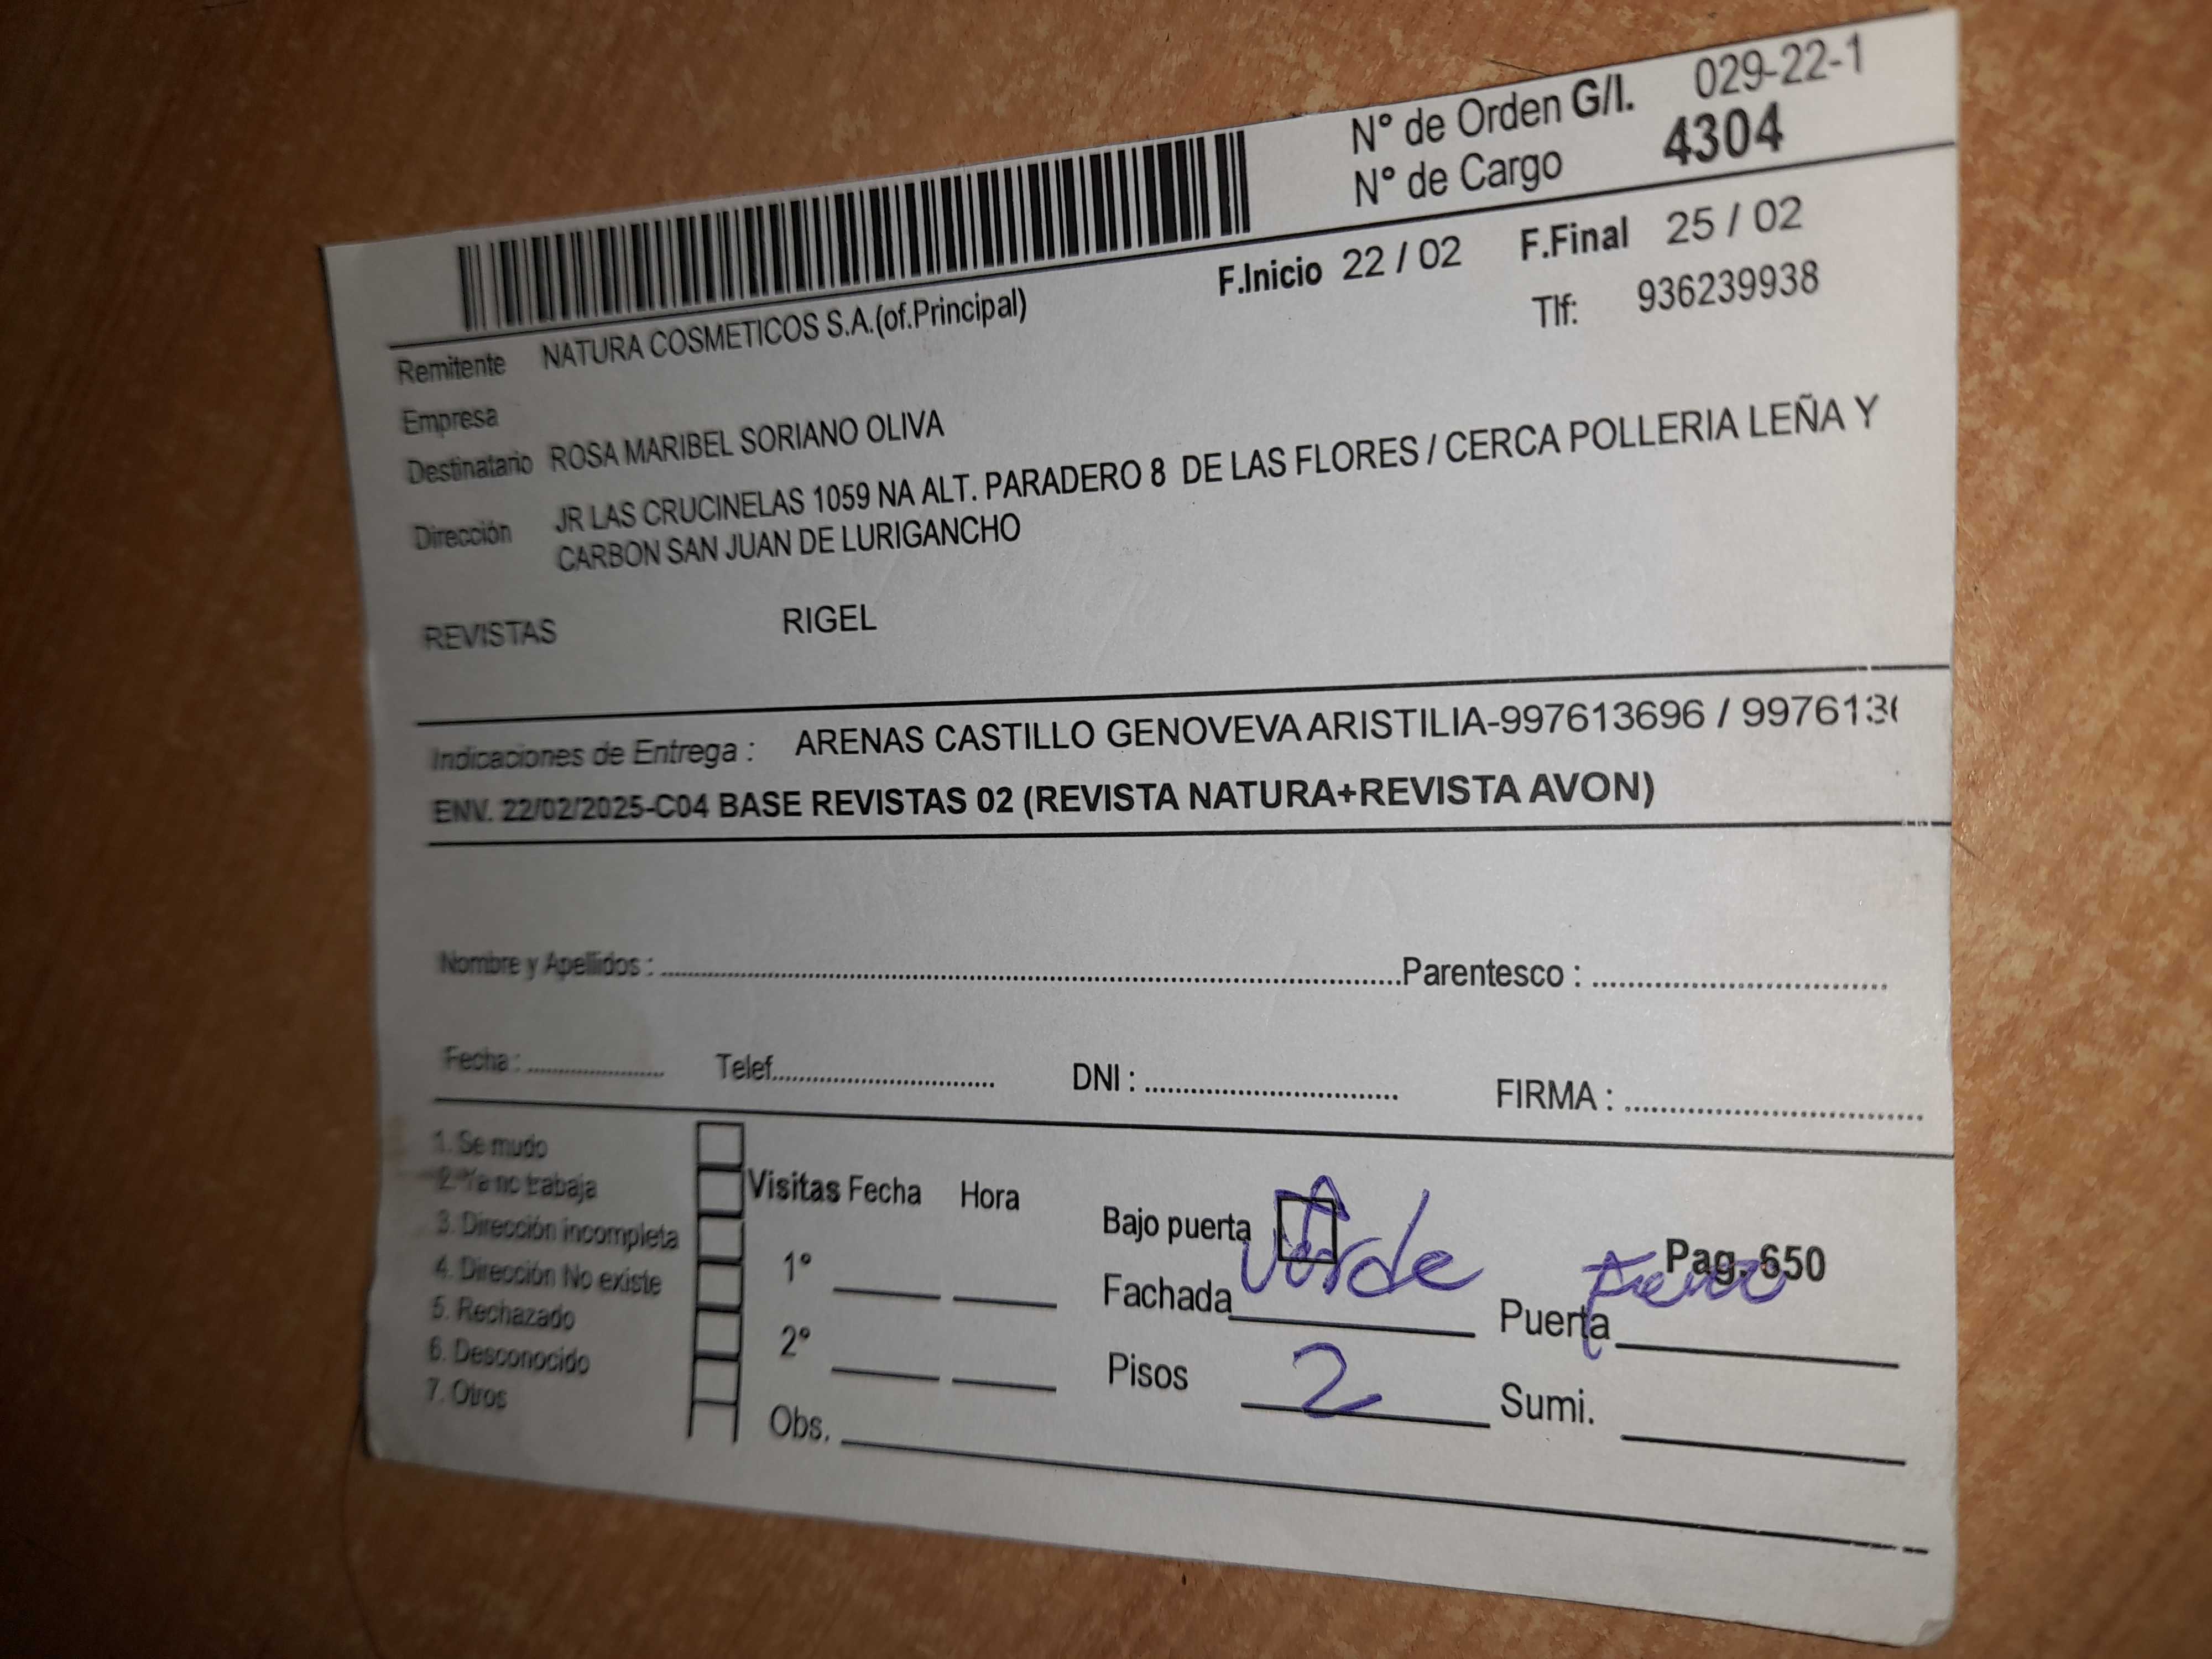 N° de Orden G/I. 029-22-1
N° de Cargo 4304
F.Inicio 22 / 02 F.Final 25 / 02
Remitente NATURA COSMETICOS S.A.(of.Principal) Tlf: 936239938
Empresa
Destinatario ROSA MARIBEL SORIANO OLIVA
Dirección JR LAS CRUCINELAS 1059 NA ALT. PARADERO 8 DE LAS FLORES / CERCA POLLERIA LEÑA Y
CARBON SAN JUAN DE LURIGANCHO
REVISTAS RIGEL
Indicaciones de Entrega : ARENAS CASTILLO GENOVEVA ARISTILIA-997613696 / 997613
ENV. 22/02/2025-C04 BASE REVISTAS 02 (REVISTA NATURA+REVISTA AVON)
Nombre y Apellidos : Parentesco :
Fecha : Telef. DNI : FIRMA :
1. Se mudo
2. Ya no trabaja
3. Dirección incompleta
4. Dirección No existe
5. Rechazado
6. Desconocido
7. Otros
Visitas Fecha Hora
1°
2°
Obs.
Bajo puerta Pag. 650
Fachada Verde Puerta
Pisos 2 Sumi.